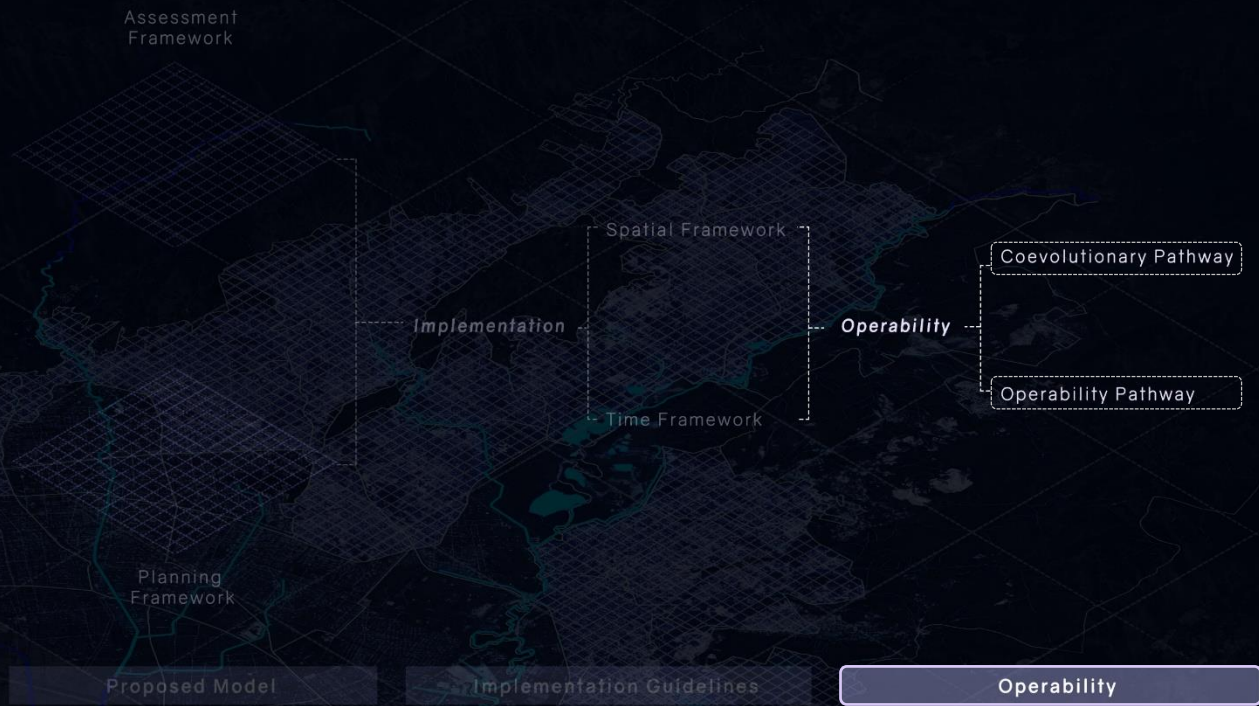 Assessment
Framework
Spatial Framework
Coevolutionary Pathway
Implementation
Operability
Operability Pathway
Time Framework
Planning
Framework
Proposed Model
Implementation Guidelines
Operability